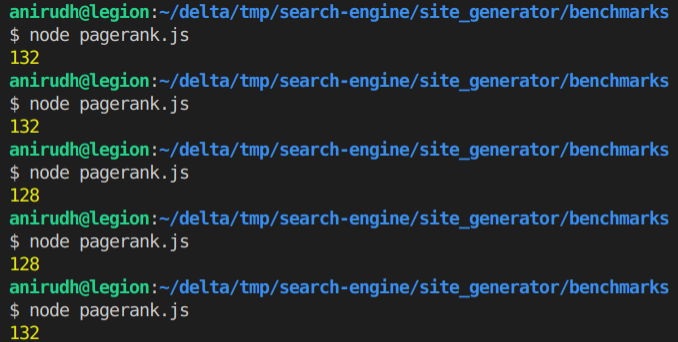 anirudh@legion:~/delta/tmp/search-engine/site_generator/benchmarks
$ node pagerank.js
132
anirudh@legion:~/delta/tmp/search-engine/site_generator/benchmarks
$ node pagerank.js
132
anirudh@legion:~/delta/tmp/search-engine/site_generator/benchmarks
$ node pagerank.js
128
anirudh@legion:~/delta/tmp/search-engine/site_generator/benchmarks
$ node pagerank.js
128
anirudh@legion:~/delta/tmp/search-engine/site_generator/benchmarks
$ node pagerank.js
132